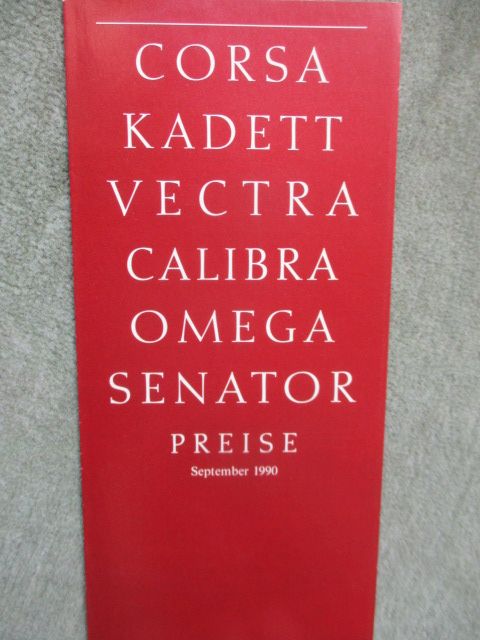 CORSA
KADETT
VECTRA
CALIBRA
OMEGA
SENATOR
PREISE
September 1990